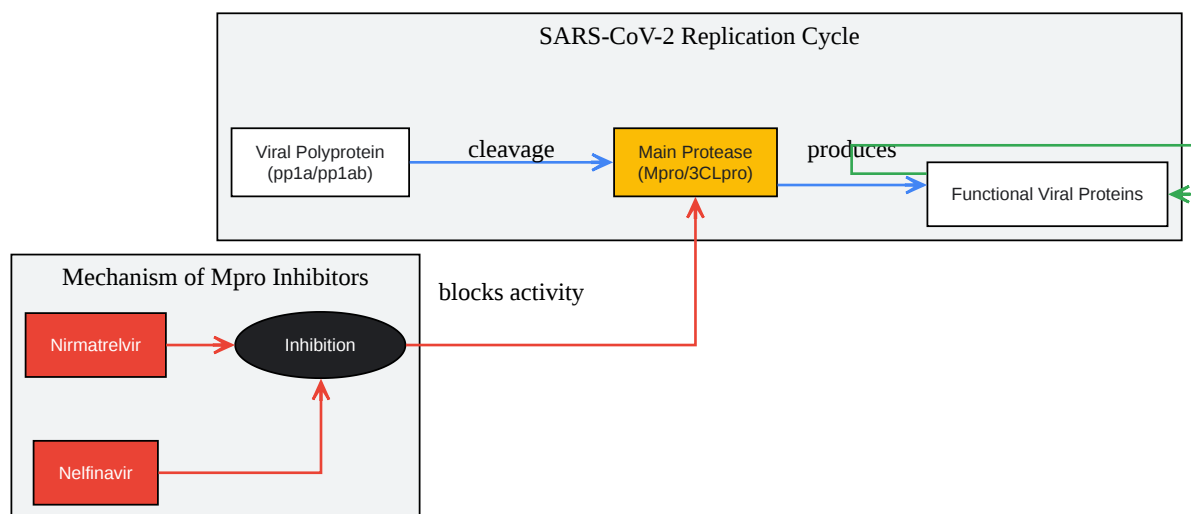 SARS-CoV-2 Replication Cycle
Viral Polyprotein
(pp1a/pp1ab)
cleavage
Main Protease
(Mpro/3CLpro)
produces
Functional Viral Proteins
Mechanism of Mpro Inhibitors
blocks activity
Nirmatrelvir
Inhibition
Nelfinavir